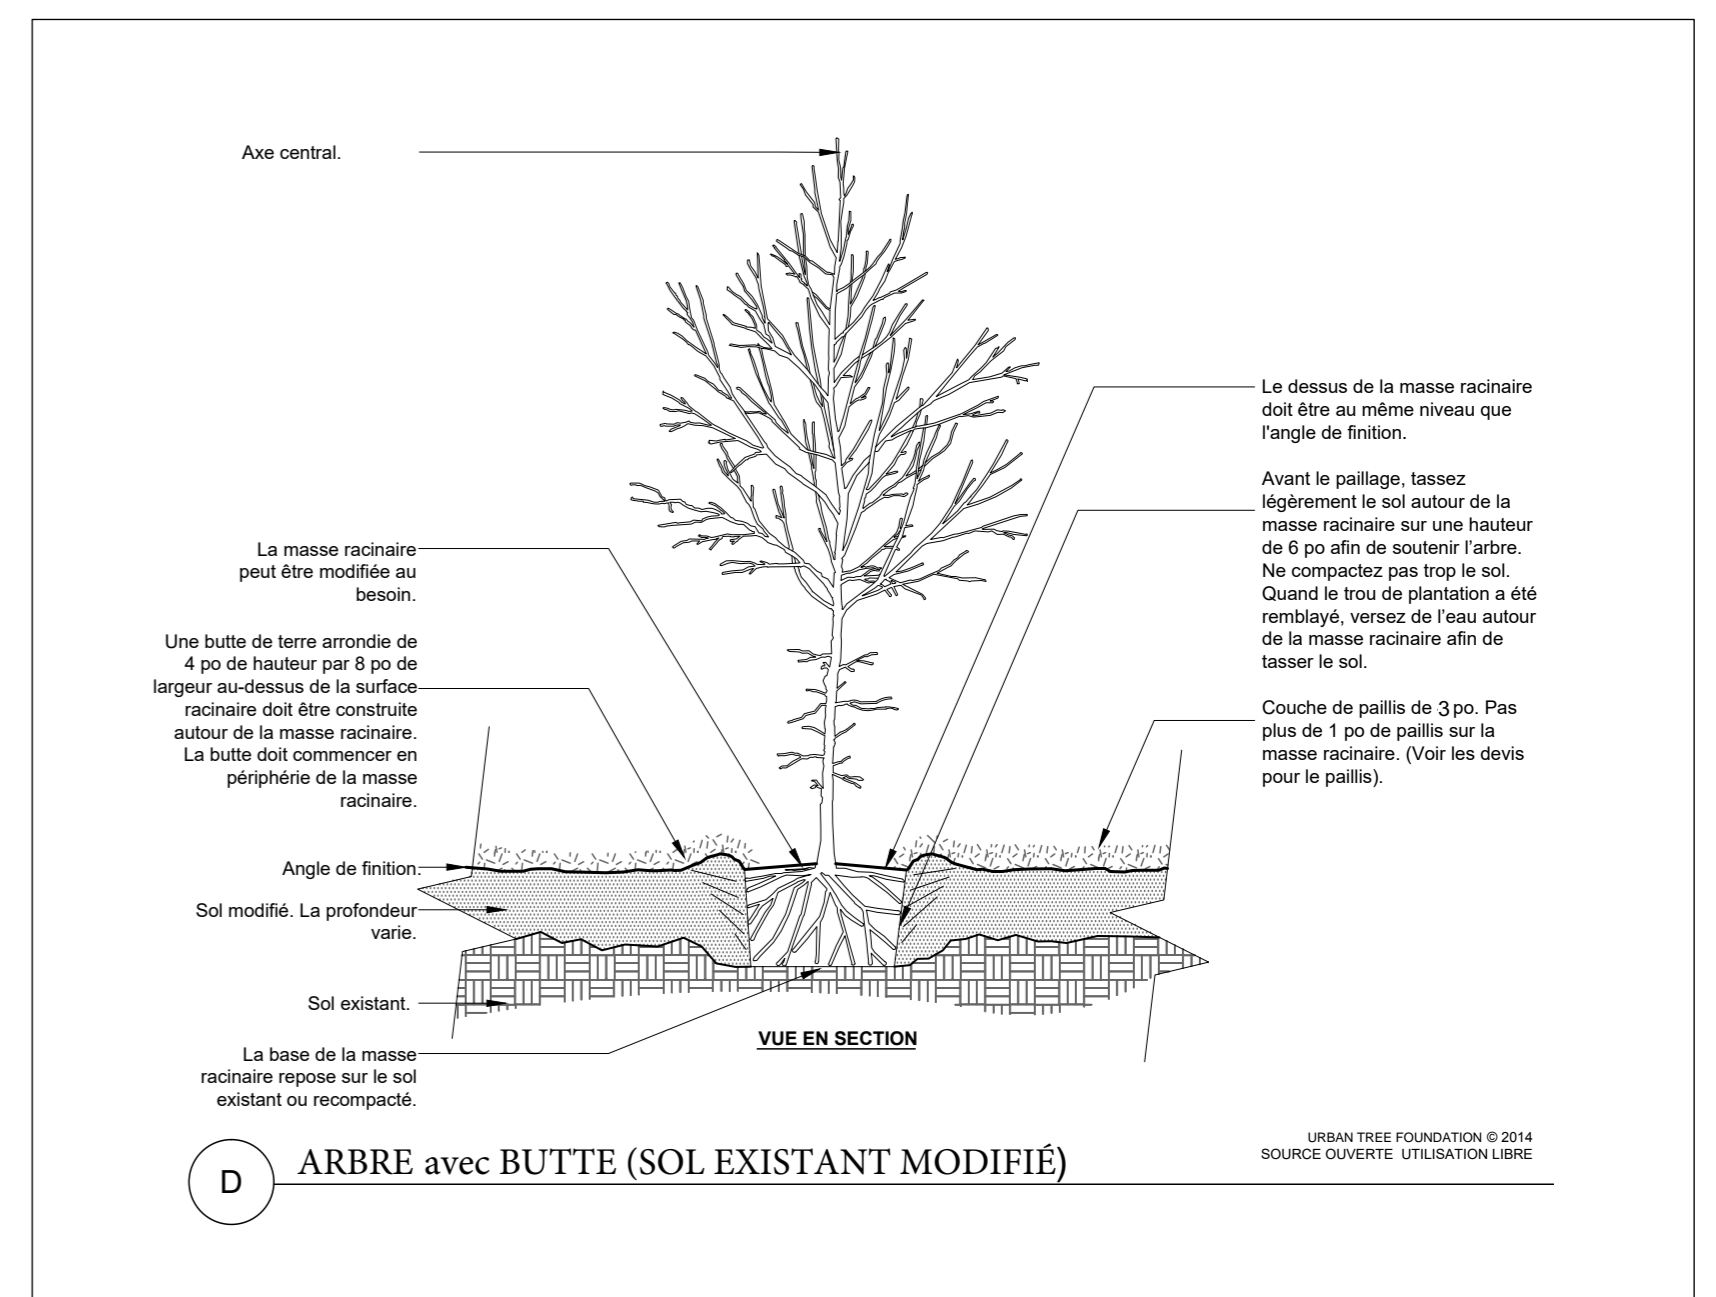 Axe central.
La masse racinaire
peut être modifiée au
besoin.
Une butte de terre arrondie de
4 po de hauteur par 8 po de
largeur au-dessus de la surface
racinaire doit être construite
autour de la masse racinaire.
La butte doit commencer en
périphérie de la masse
racinaire.
Angle de finition.
Sol modifié. La profondeur
varie.
Sol existant.
La base de la masse
racinaire repose sur le sol
existant ou recompacté.
Le dessus de la masse racinaire
doit être au même niveau que
l'angle de finition.
Avant le paillage, tassez
légèrement le sol autour de la
masse racinaire sur une hauteur
de 6 po afin de soutenir l’arbre.
Ne compactez pas trop le sol.
Quand le trou de plantation a été
remblayé, versez de l’eau autour
de la masse racinaire afin de
tasser le sol.
Couche de paillis de 3 po. Pas
plus de 1 po de paillis sur la
masse racinaire. (Voir les devis
pour le paillis).
VUE EN SECTION
D
ARBRE avec BUTTE (SOL EXISTANT MODIFIÉ)
URBAN TREE FOUNDATION © 2014
SOURCE OUVERTE UTILISATION LIBRE